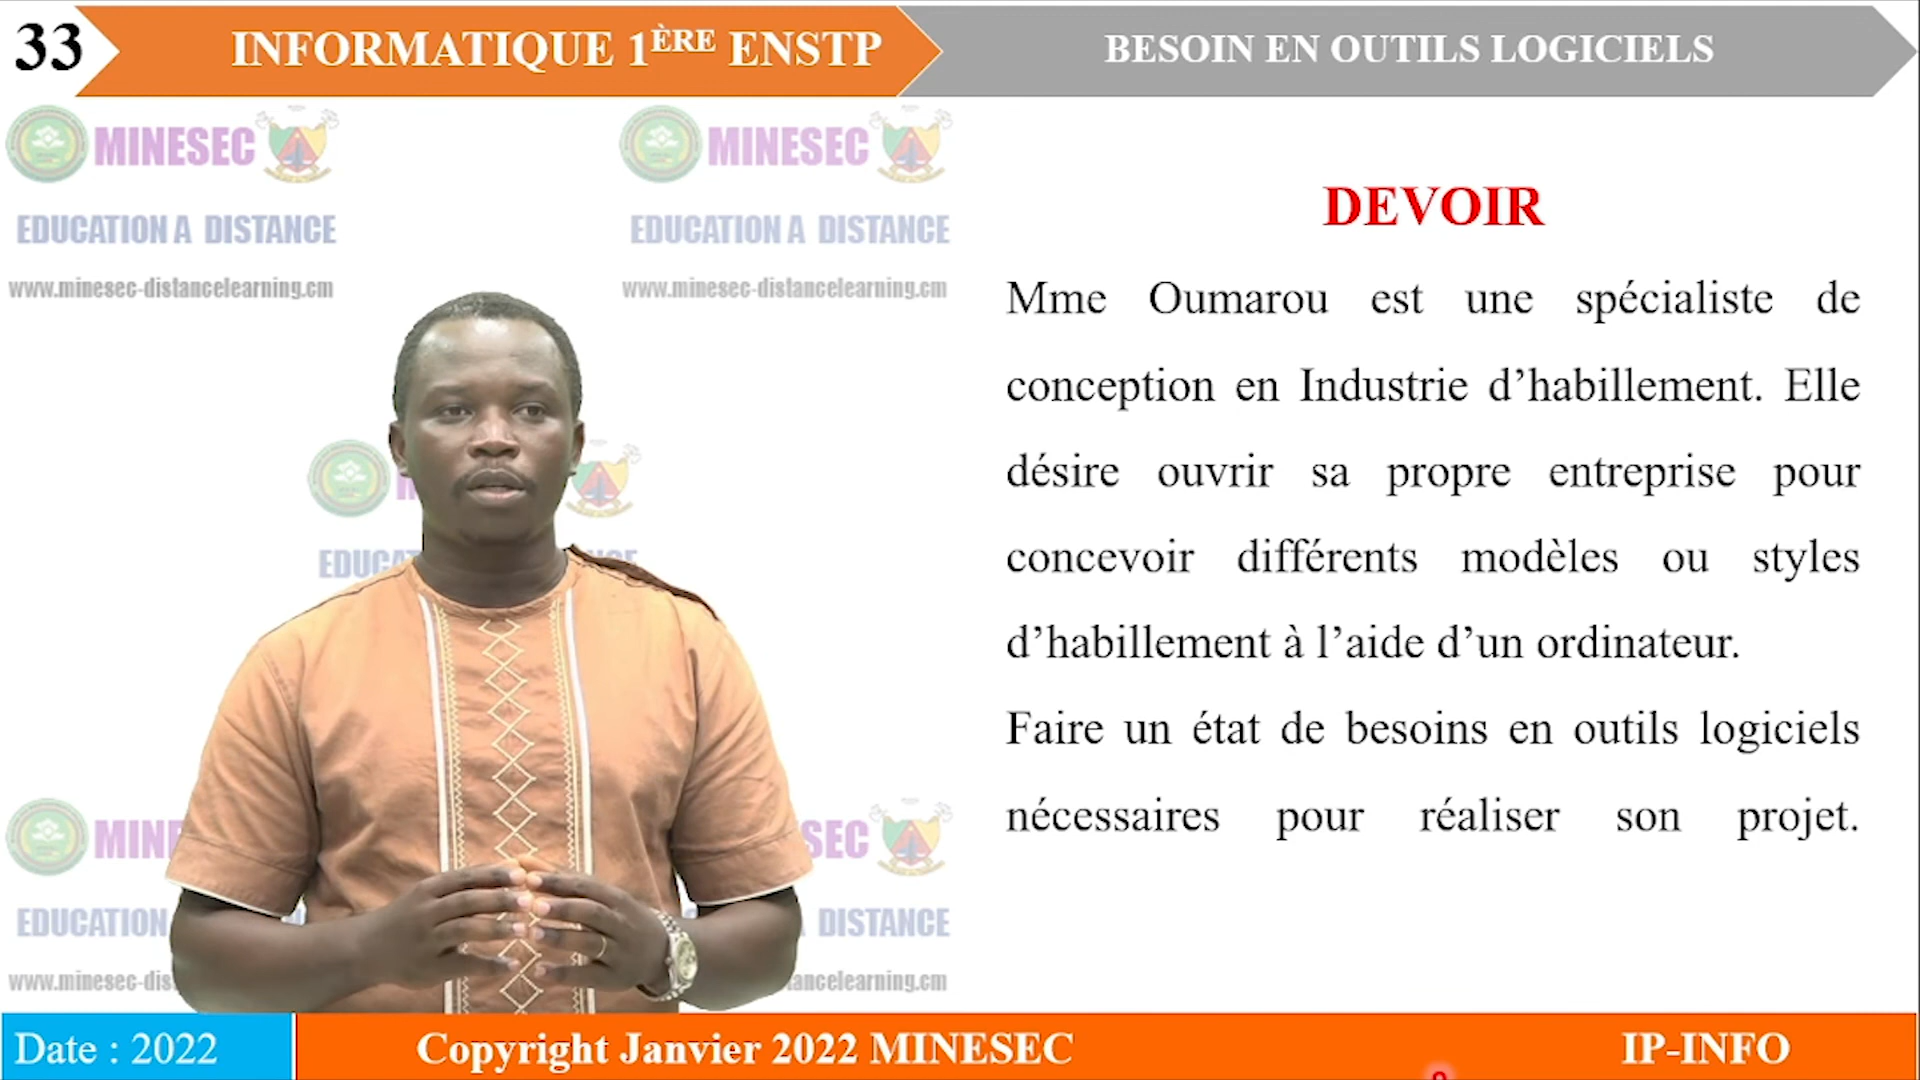 33
INFORMATIQUE 1ÈRE ENSTP
BESOIN EN OUTILS LOGICIELS
MINESEC
EDUCATION A DISTANCE
www.minesec-distancelearning.cm
MINESEC
EDUCATION A DISTANCE
www.minesec-distancelearning.cm
DEVOIR
Mme Oumarou est une spécialiste de
conception en Industrie d’habillement. Elle
désire ouvrir sa propre entreprise pour
concevoir différents modèles ou styles
d’habillement à l’aide d’un ordinateur.
Faire un état de besoins en outils logiciels
nécessaires pour réaliser son projet.
EDUCATION
DISTANCE
Date : 2022
Copyright Janvier 2022 MINESEC
IP-INFO